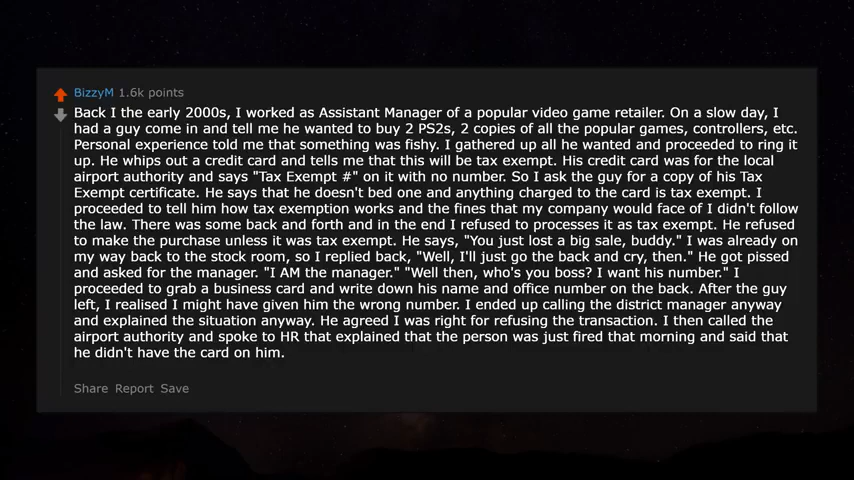 BizzyM 1.6k points
Back I the early 2000s, I worked as Assistant Manager of a popular video game retailer. On a slow day, I
had a guy come in and tell me he wanted to buy 2 PS2s, 2 copies of all the popular games, controllers, etc.
Personal experience told me that something was fishy. I gathered up all he wanted and proceeded to ring it
up. He whips out a credit card and tells me that this will be tax exempt. His credit card was for the local
airport authority and says "Tax Exempt #" on it with no number. So I ask the guy for a copy of his Tax
Exempt certificate. He says that he doesn't bed one and anything charged to the card is tax exempt. I
proceeded to tell him how tax exemption works and the fines that my company would face of I didn't follow
the law. There was some back and forth and in the end I refused to processes it as tax exempt. He refused
to make the purchase unless it was tax exempt. He says, "You just lost a big sale, buddy." I was already on
my way back to the stock room, so I replied back, "Well, I'll just go the back and cry, then." He got pissed
and asked for the manager. "I AM the manager." "Well then, who's you boss? I want his number." I
proceeded to grab a business card and write down his name and office number on the back. After the guy
left, I realised I might have given him the wrong number. I ended up calling the district manager anyway
and explained the situation anyway. He agreed I was right for refusing the transaction. I then called the
airport authority and spoke to HR that explained that the person was just fired that morning and said that
he didn't have the card on him.
Share Report Save